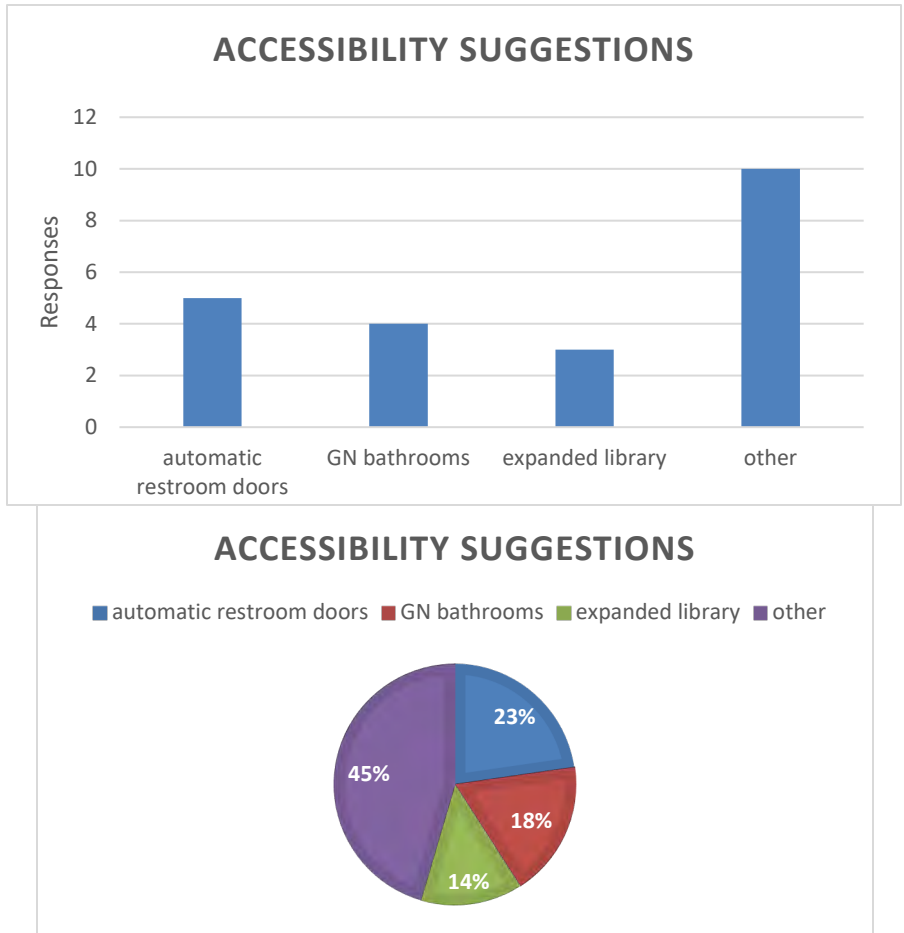 ACCESSIBILITY SUGGESTIONS
12
10
8
6
4
2
0
Responses
automatic
restroom doors
GN bathrooms
expanded library
other
ACCESSIBILITY SUGGESTIONS
automatic restroom doors GN bathrooms expanded library other
23%
45%
18%
14%